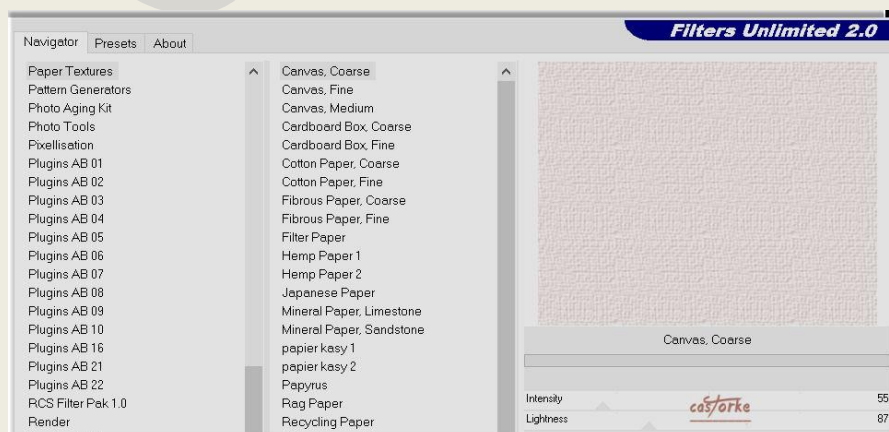 Filters Unlimited 2.0
Navigator Presets About
Paper Textures
Pattern Generators
Photo Aging Kit
Photo Tools
Pixellisation
Plugins AB 01
Plugins AB 02
Plugins AB 03
Plugins AB 04
Plugins AB 05
Plugins AB 06
Plugins AB 07
Plugins AB 08
Plugins AB 09
Plugins AB 10
Plugins AB 16
Plugins AB 21
Plugins AB 22
RCS Filter Pak 1.0
Render
Canvas, Coarse
Canvas, Fine
Canvas, Medium
Cardboard Box, Coarse
Cardboard Box, Fine
Cotton Paper, Coarse
Cotton Paper, Fine
Fibrous Paper, Coarse
Fibrous Paper, Fine
Filter Paper
Hemp Paper 1
Hemp Paper 2
Japanese Paper
Mineral Paper, Limestone
Mineral Paper, Sandstone
papier kasy 1
papier kasy 2
Papyrus
Rag Paper
Recycling Paper
Canvas, Coarse
Intensity 55
Lightness 87
castorke